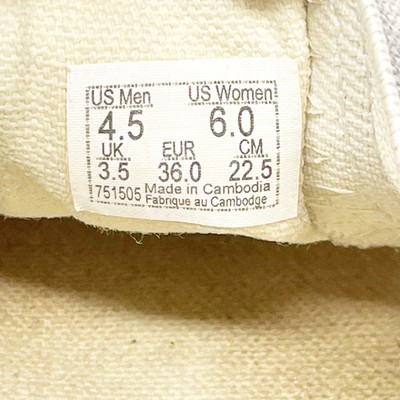 US Men US Women
4.5 6.0
UK EUR CM
3.5 36.0 22.5
751505 Made in Cambodia
Fabrique au Cambodge